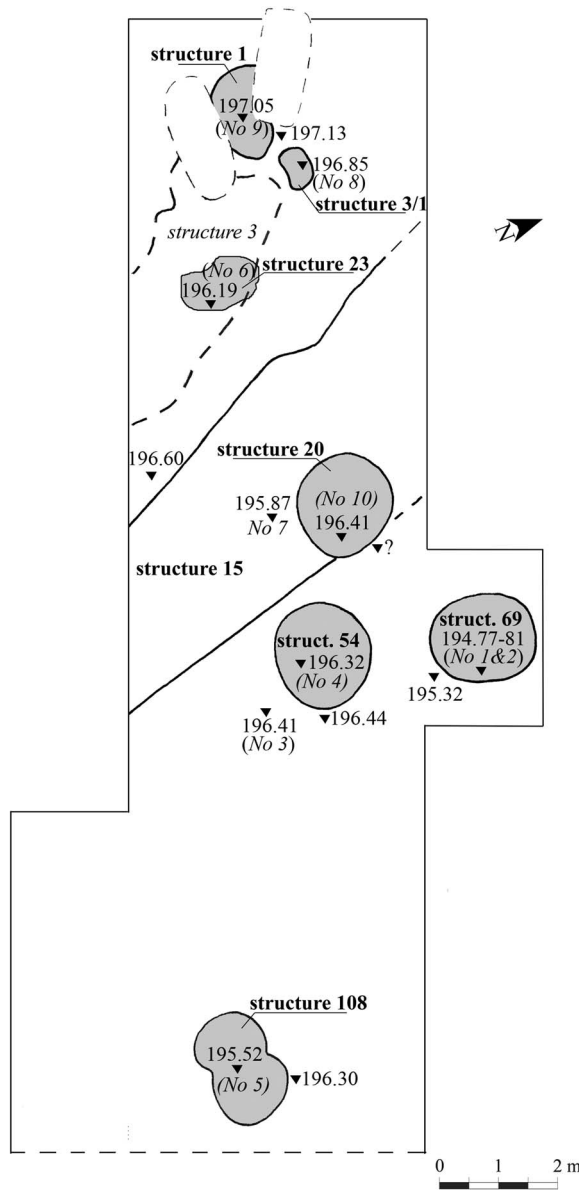 structure 1
197.05
(No 9)
197.13
196.85
(No 8)
structure 3/1
structure 3
N
(No 6)
structure 23
196.19
structure 20
196.60
195.87
No 7
(No 10)
196.41
?
structure 15
struct. 54
196.32
(No 4)
struct. 69
194.77-81
(No 1&2)
195.32
196.41
(No 3)
196.44
structure 108
195.52
(No 5)
196.30
0 1 2 m